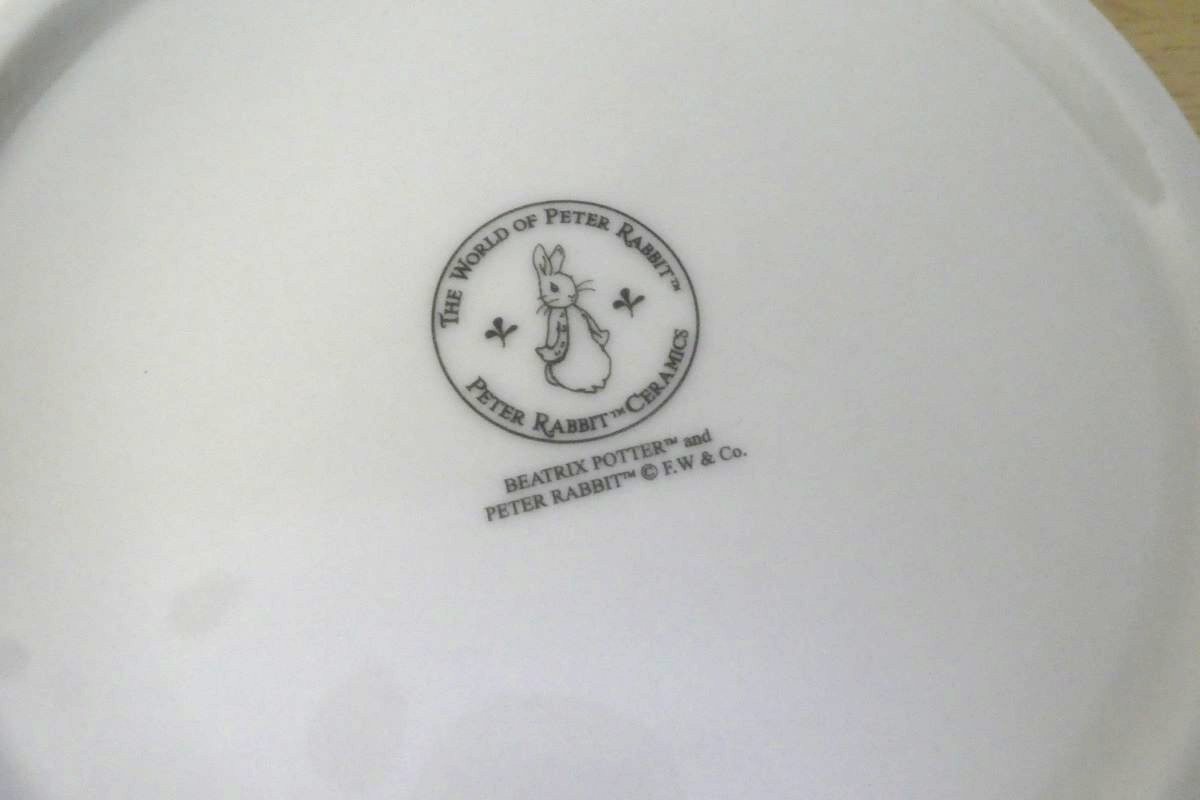 THE WORLD OF PETER RABBIT™
PETER RABBIT™ CERAMICS
BEATRIX POTTER™ and
PETER RABBIT™ © F.W & Co.